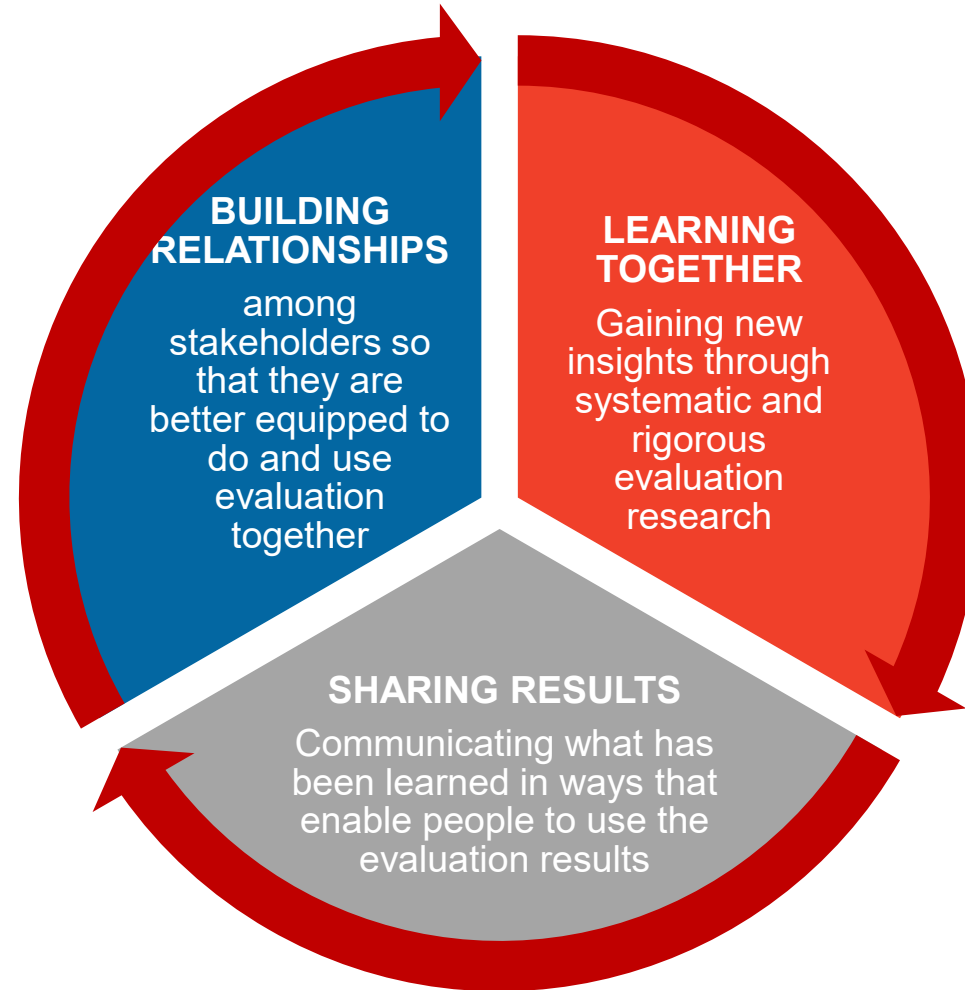 BUILDING
RELATIONSHIPS
among
stakeholders so
that they are
better equipped to
do and use
evaluation
together
LEARNING
TOGETHER
Gaining new
insights through
systematic and
rigorous
evaluation
research
SHARING RESULTS
Communicating what has
been learned in ways that
enable people to use the
evaluation results